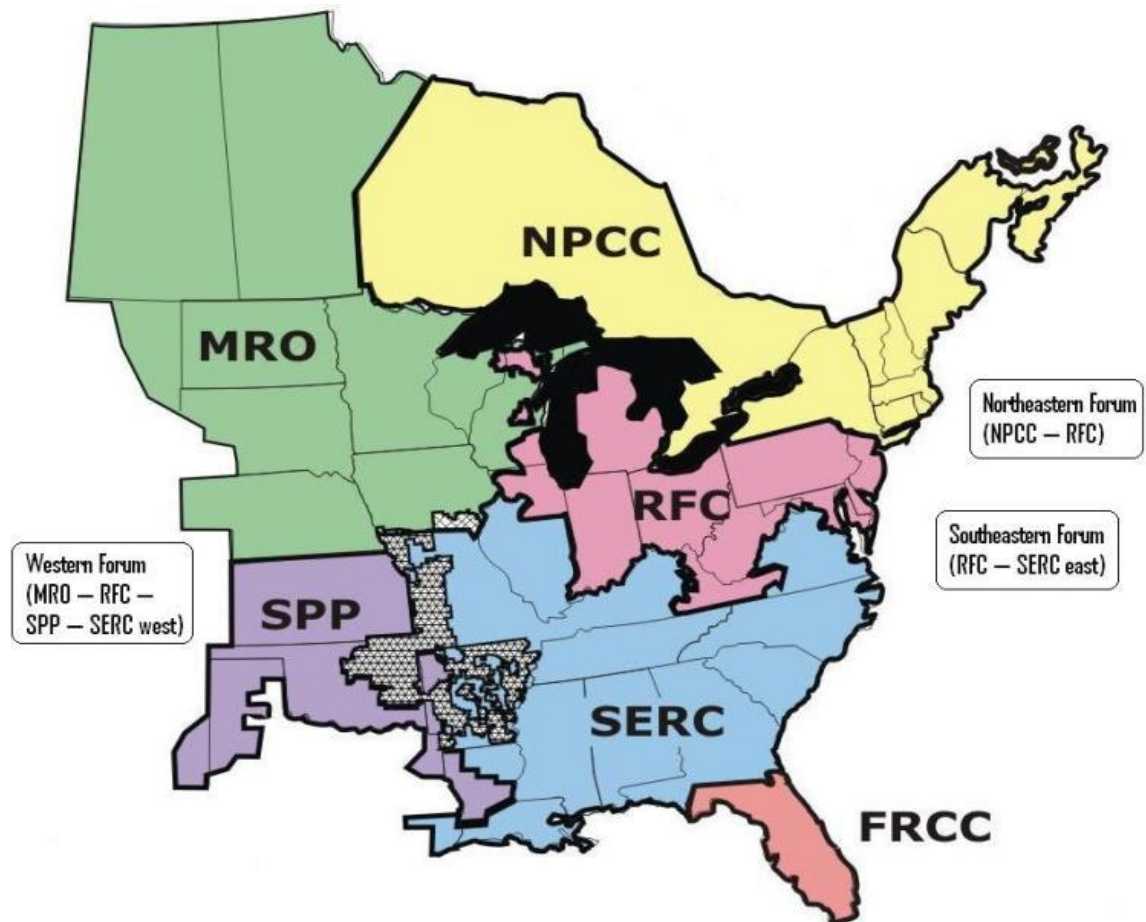 NPCC
MRO
Northeastern Forum
(NPCC – RFC)
RFC
Southeastern Forum
(RFC – SERC east)
Western Forum
(MRO – RFC –
SPP – SERC west)
SPP
SERC
FRCC